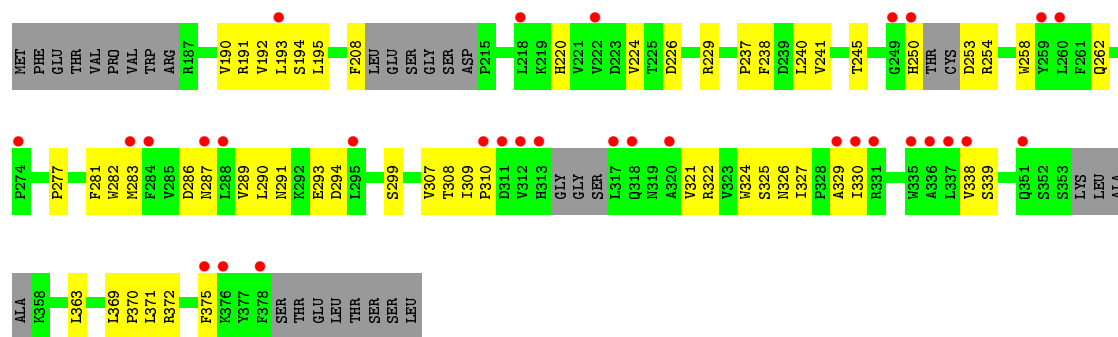 MET PHE GLU THR VAL PRO VAL TRP ARG R187 V190 R191 V192 L193 S194 L195 F208 LEU GLU SER GLY SER ASP P215 L218 K219 H220 V221 V222 D223 V224 T225 D226 R229 P237 F238 D239 L240 V241 T245 G249 H250 THR CYS D253 R254 W258 Y259 L260 F261 Q262
P274 P277 F281 W282 M283 F284 V285 D286 N287 L288 V289 L290 N291 K292 E293 D294 L295 S299 V307 T308 I309 P310 D311 V312 H313 GLY GLY SER L317 Q318 N319 A320 V321 R322 V323 W324 S325 N326 I327 P328 A329 I330 R331 W335 A336 L337 V338 S339 Q351 S352 S353 LYS LEU ALA
ALA K358 L363 L369 P370 L371 R372 F375 K376 Y377 F378 SER THR GLU LEU THR SER SER LEU